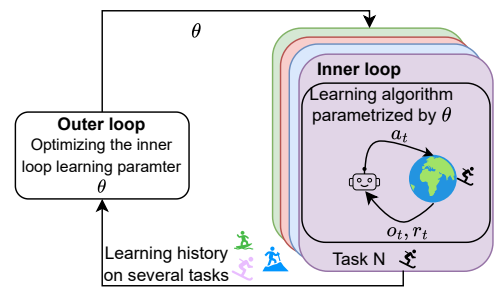 θ
Outer loop
Optimizing the inner
loop learning paramter
θ
Inner loop
Learning algorithm
parametrized by θ
a_t
o_t, r_t
Task N
Learning history
on several tasks